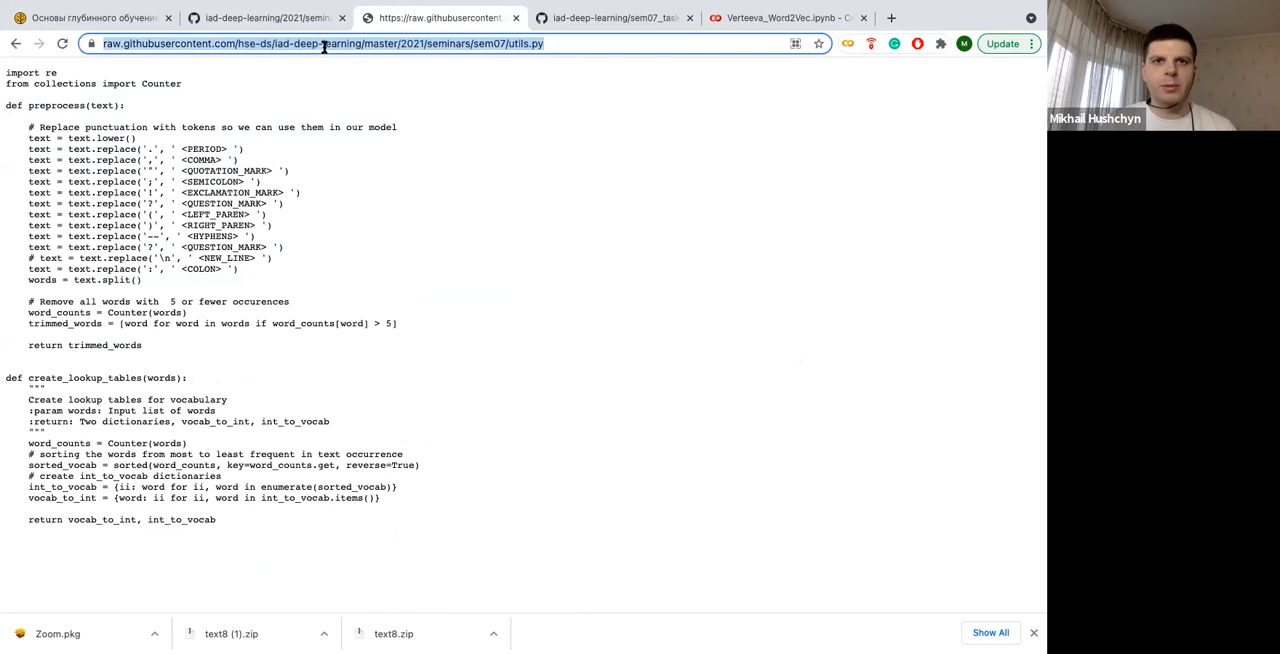 Основы глубинного обучени
iad-deep-learning/2021/semina
https://raw.githubusercontent.
iad-deep-learning/sem07_task
Verteeva_Word2Vec.ipynb - C
raw.githubusercontent.com/hse-ds/iad-deep-learning/master/2021/seminars/sem07/utils.py
M
Update
import re
from collections import Counter
def preprocess(text):
# Replace punctuation with tokens so we can use them in our model
text = text.lower()
text = text.replace('.', ' <PERIOD> ')
text = text.replace(',', ' <COMMA> ')
text = text.replace('"', ' <QUOTATION_MARK> ')
text = text.replace(';', ' <SEMICOLON> ')
text = text.replace('!', ' <EXCLAMATION_MARK> ')
text = text.replace('?', ' <QUESTION_MARK> ')
text = text.replace('(', ' <LEFT_PAREN> ')
text = text.replace(')', ' <RIGHT_PAREN> ')
text = text.replace('--', ' <HYPHENS> ')
text = text.replace('?', ' <QUESTION_MARK> ')
# text = text.replace('\n', ' <NEW_LINE> ')
text = text.replace(':', ' <COLON> ')
words = text.split()
# Remove all words with  5 or fewer occurences
word_counts = Counter(words)
trimmed_words = [word for word in words if word_counts[word] > 5]
return trimmed_words
def create_lookup_tables(words):
"""
Create lookup tables for vocabulary
:param words: Input list of words
:return: Two dictionaries, vocab_to_int, int_to_vocab
"""
word_counts = Counter(words)
# sorting the words from most to least frequent in text occurrence
sorted_vocab = sorted(word_counts, key=word_counts.get, reverse=True)
# create int_to_vocab dictionaries
int_to_vocab = {ii: word for ii, word in enumerate(sorted_vocab)}
vocab_to_int = {word: ii for ii, word in int_to_vocab.items()}
return vocab_to_int, int_to_vocab
Mikhail Hushchyn
Zoom.pkg
text8 (1).zip
text8.zip
Show All